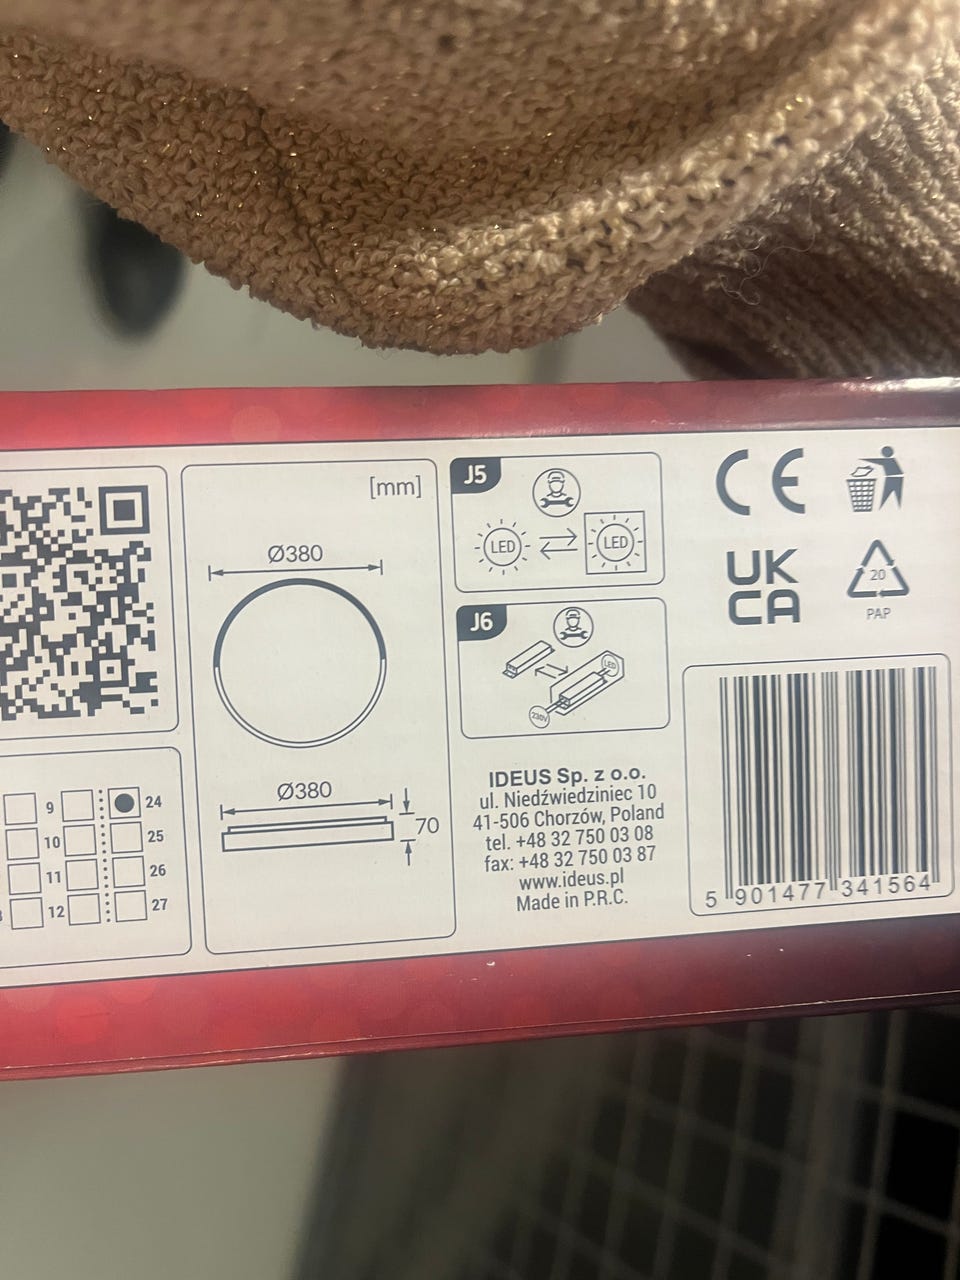 [mm]
Ø380
Ø380
70
9
24
10
25
11
26
12
27
J5
LED
LED
J6
LED
230V
IDEUS Sp. z o.o.
ul. Niedźwiedziniec 10
41-506 Chorzów, Poland
tel. +48 32 750 03 08
fax: +48 32 750 03 87
www.ideus.pl
Made in P.R.C.
CE
UK
CA
20
PAP
5 901477 341564